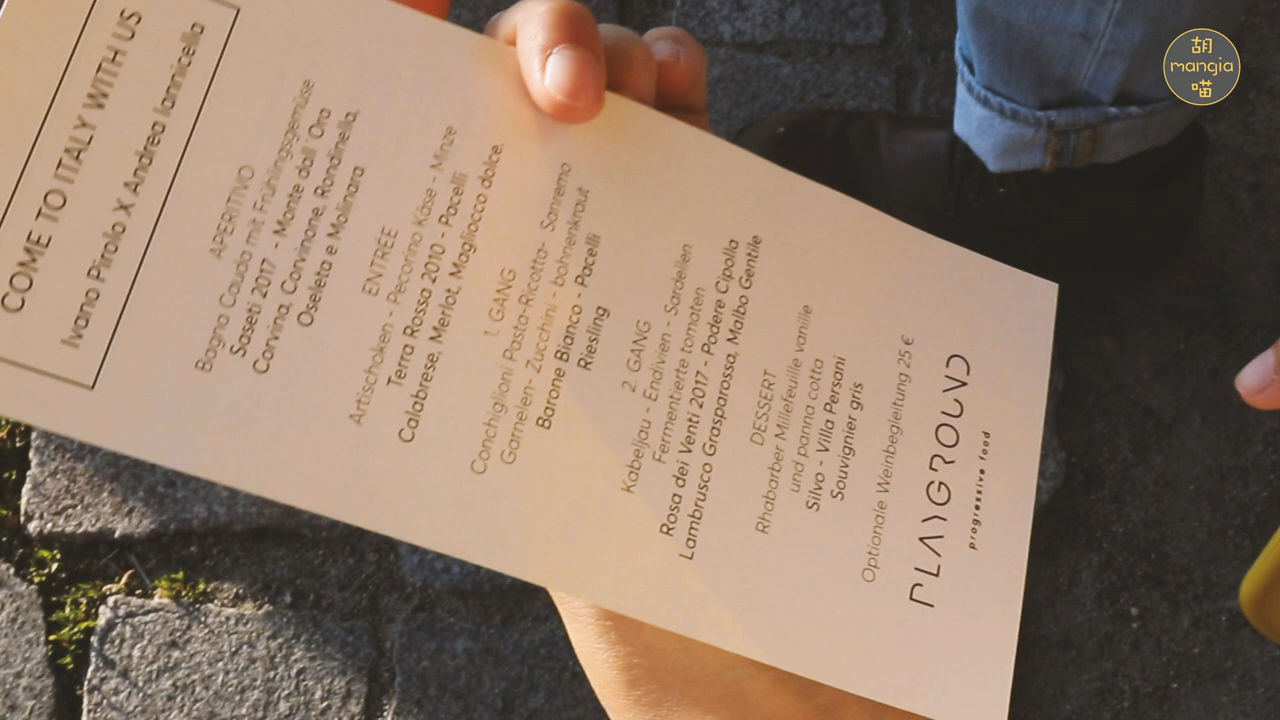 COME TO ITALY WITH US
Ivano Pirolo X Andrea Iannicella
APERITIVO
Bagna Cauda mit Frühlingsgemüse
Saseti 2017 - Monte dall Ora
Corvina, Corvinone, Rondinella,
Oseleta e Mollinara
ENTRÉE
Artischoken - Pecorino Käse - Minze
Terra Rossa 2010 - Pacelli
Calabrese, Merlot, Magliocco dolce.
1. GANG
Conchiglioni Pasta-Ricotta- Sanremo
Garnelen- Zucchini - bohnenkraut
Barone Bianco - Pacelli
Riesling
2. GANG
Kabeljau - Endivien - Sardellen
Fermentierte tomaten
Rosa dei Venti 2017 - Podere Cipolla
Lambrusco Grasparossa, Malbo Gentile
DESSERT
Rhabarber Millefeuille vanille
und panna cotta
Silvo - Villa Persani
Souvignier gris
Optionale Weinbegleitung 25 €
PLAYGROUND
progressive food
胡
mangia
喵